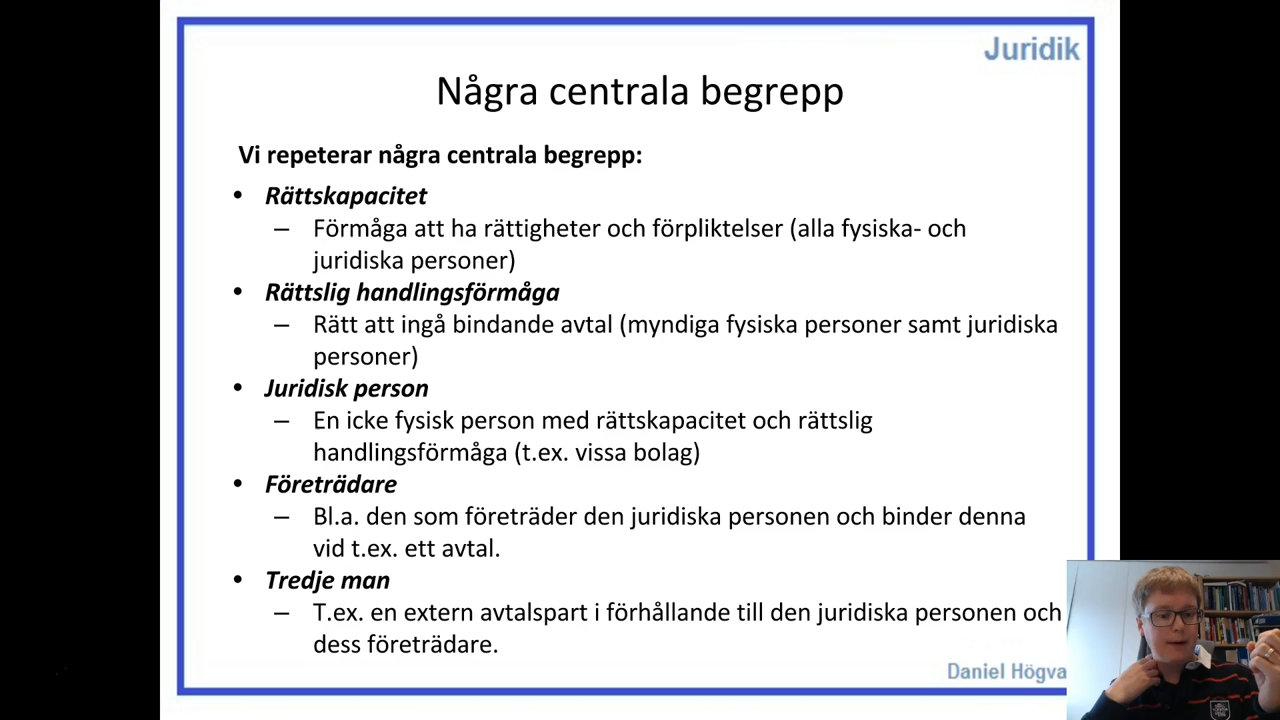 Juridik
Några centrala begrepp
Vi repeterar några centrala begrepp:
• Rättskapacitet
– Förmåga att ha rättigheter och förpliktelser (alla fysiska- och
juridiska personer)
• Rättslig handlingsförmåga
– Rätt att ingå bindande avtal (myndiga fysiska personer samt juridiska
personer)
• Juridisk person
– En icke fysisk person med rättskapacitet och rättslig
handlingsförmåga (t.ex. vissa bolag)
• Företrädare
– Bl.a. den som företräder den juridiska personen och binder denna
vid t.ex. ett avtal.
• Tredje man
– T.ex. en extern avtalspart i förhållande till den juridiska personen och
dess företrädare.
Daniel Högva